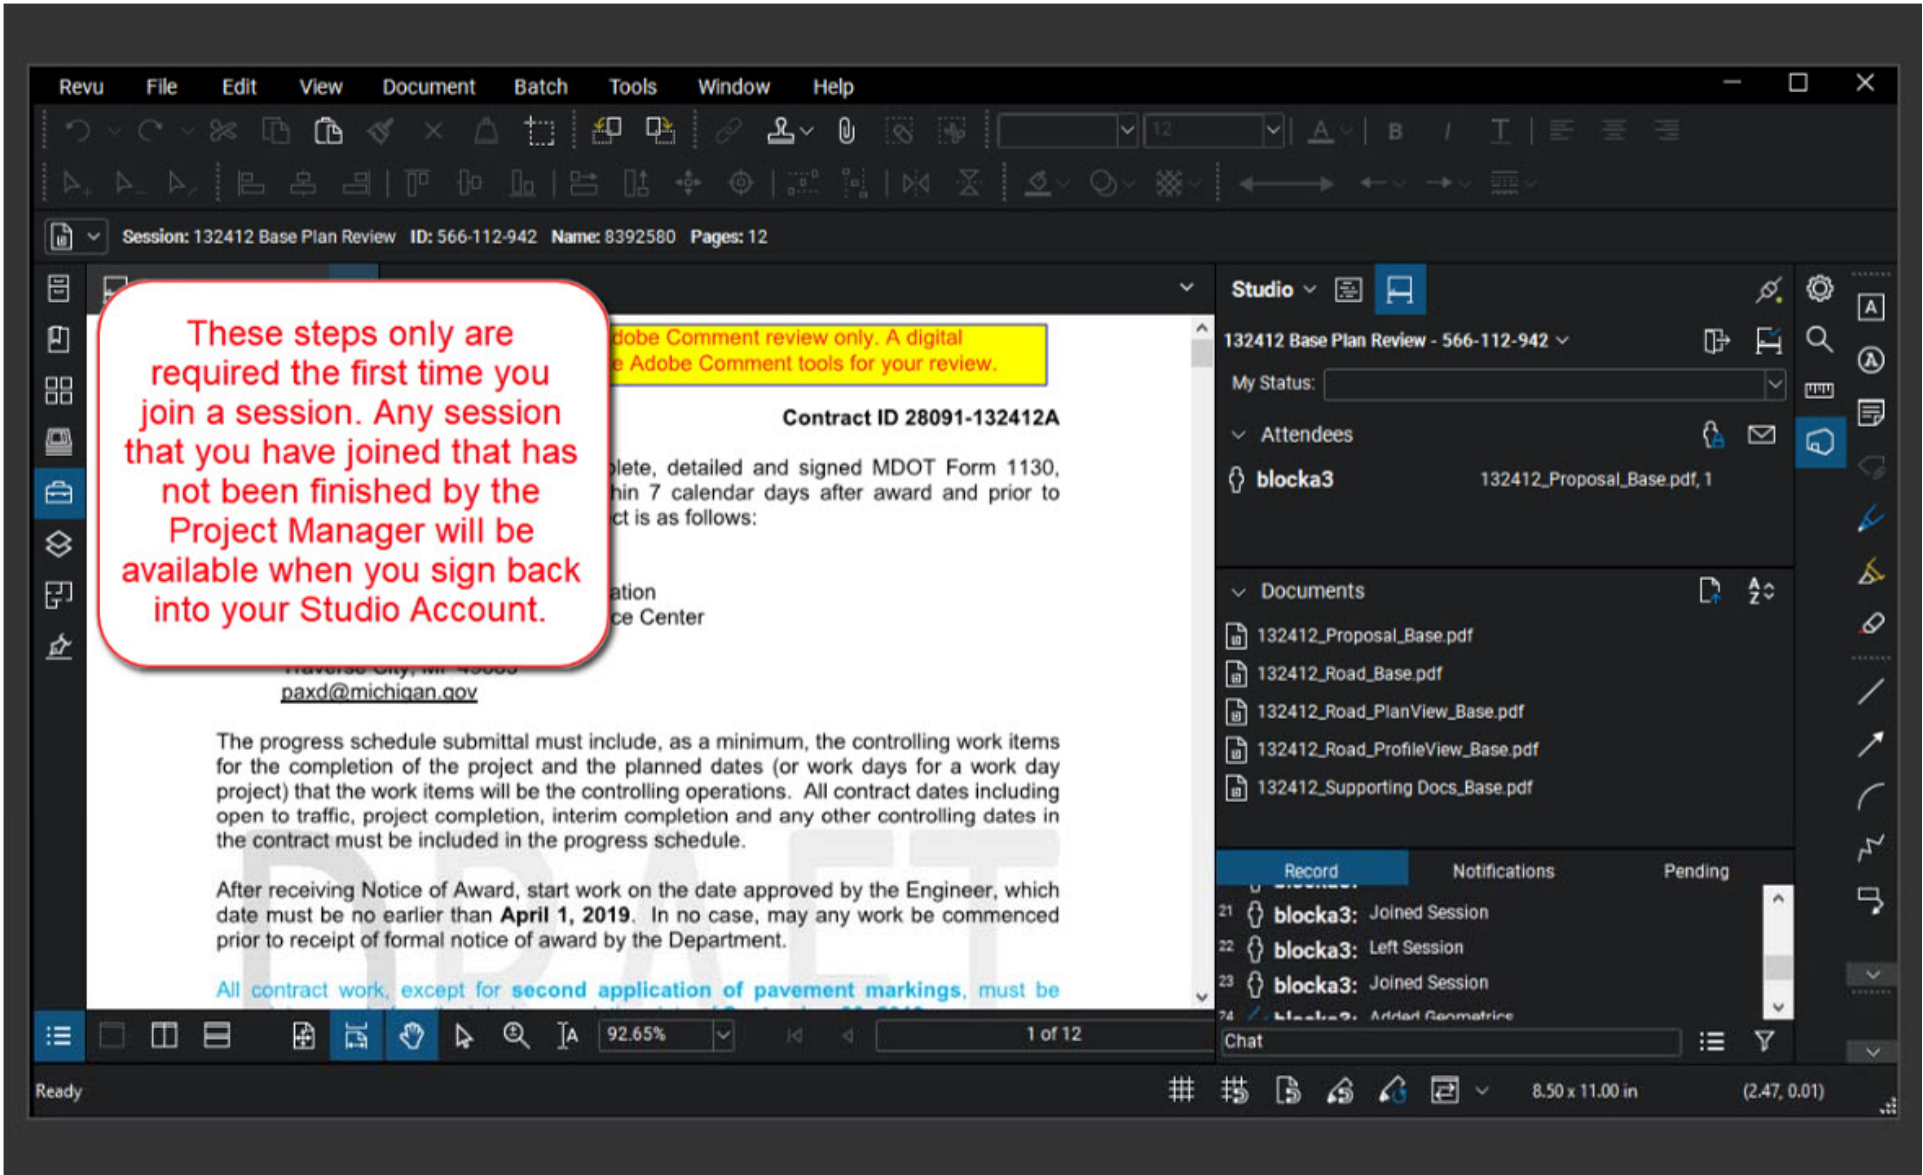 Revu File Edit View Document Batch Tools Window Help
12
Session: 132412 Base Plan Review ID: 566-112-942 Name: 8392580 Pages: 12
These steps only are
required the first time you
join a session. Any session
that you have joined that has
not been finished by the
Project Manager will be
available when you sign back
into your Studio Account.
dobe Comment review only. A digital
e Adobe Comment tools for your review.
Contract ID 28091-132412A
plete, detailed and signed MDOT Form 1130,
hin 7 calendar days after award and prior to
ct is as follows:
ation
ce Center
Traverse City, MI 49685
paxd@michigan.gov
The progress schedule submittal must include, as a minimum, the controlling work items
for the completion of the project and the planned dates (or work days for a work day
project) that the work items will be the controlling operations. All contract dates including
open to traffic, project completion, interim completion and any other controlling dates in
the contract must be included in the progress schedule.
After receiving Notice of Award, start work on the date approved by the Engineer, which
date must be no earlier than April 1, 2019. In no case, may any work be commenced
prior to receipt of formal notice of award by the Department.
All contract work, except for second application of pavement markings, must be
DRAFT
92.65%
1 of 12
Studio
132412 Base Plan Review - 566-112-942
My Status:
Attendees
blocka3 132412_Proposal_Base.pdf, 1
Documents
132412_Proposal_Base.pdf
132412_Road_Base.pdf
132412_Road_PlanView_Base.pdf
132412_Road_ProfileView_Base.pdf
132412_Supporting Docs_Base.pdf
Record Notifications Pending
21 blocka3: Joined Session
22 blocka3: Left Session
23 blocka3: Joined Session
24 blocka3: Added Geometrics
Chat
Ready
8.50 x 11.00 in (2.47, 0.01)